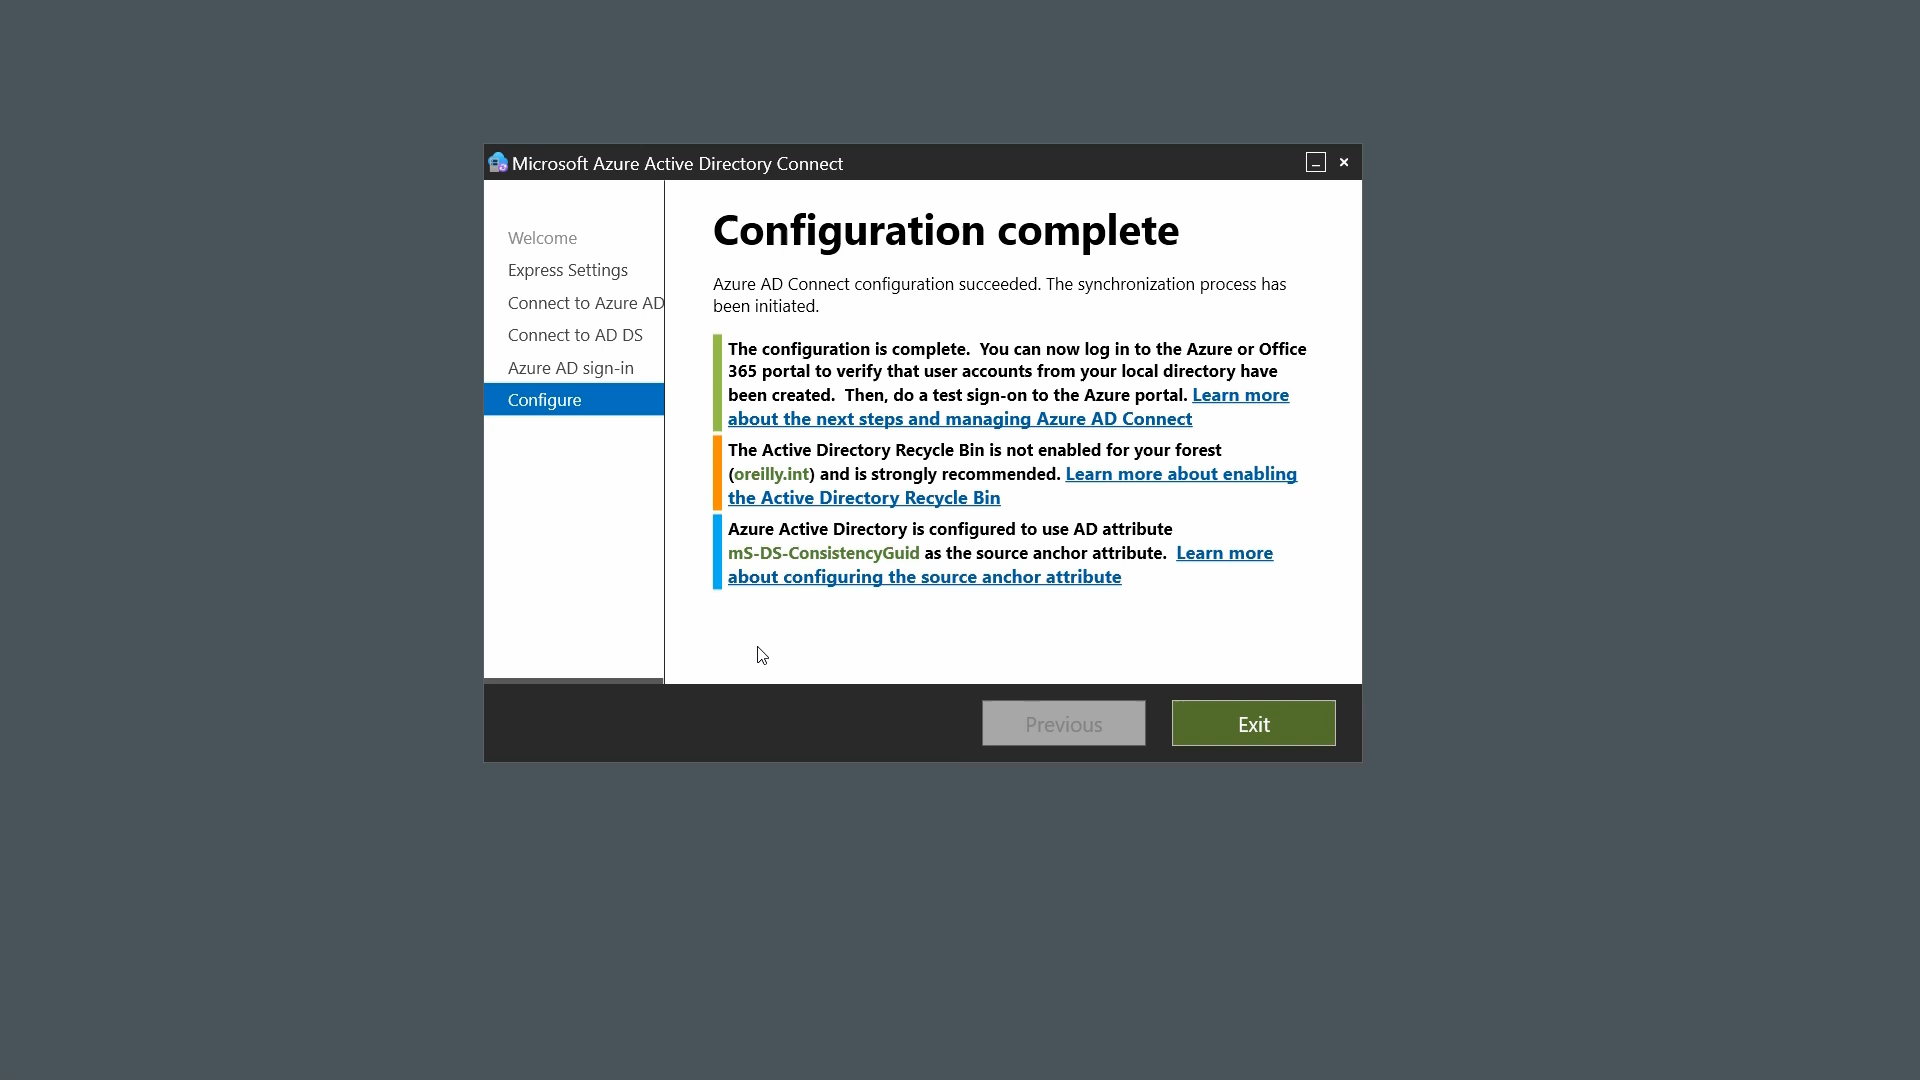 Microsoft Azure Active Directory Connect
Welcome
Express Settings
Connect to Azure AD
Connect to AD DS
Azure AD sign-in
Configure
Configuration complete
Azure AD Connect configuration succeeded. The synchronization process has
been initiated.
The configuration is complete.  You can now log in to the Azure or Office
365 portal to verify that user accounts from your local directory have
been created.  Then, do a test sign-on to the Azure portal. Learn more
about the next steps and managing Azure AD Connect
The Active Directory Recycle Bin is not enabled for your forest
(oreilly.int) and is strongly recommended. Learn more about enabling
the Active Directory Recycle Bin
Azure Active Directory is configured to use AD attribute
mS-DS-ConsistencyGuid as the source anchor attribute.  Learn more
about configuring the source anchor attribute
Previous
Exit